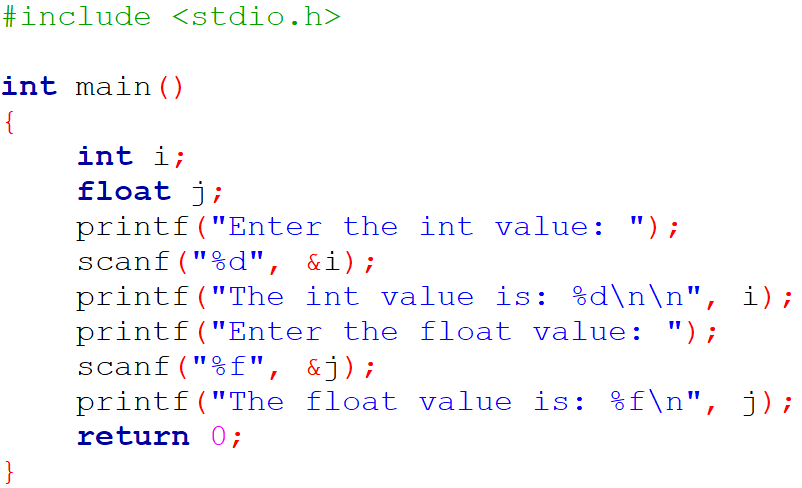 #include <stdio.h>
int main()
{
int i;
float j;
printf("Enter the int value: ");
scanf("%d", &i);
printf("The int value is: %d\n\n", i);
printf("Enter the float value: ");
scanf("%f", &j);
printf("The float value is: %f\n", j);
return 0;
}